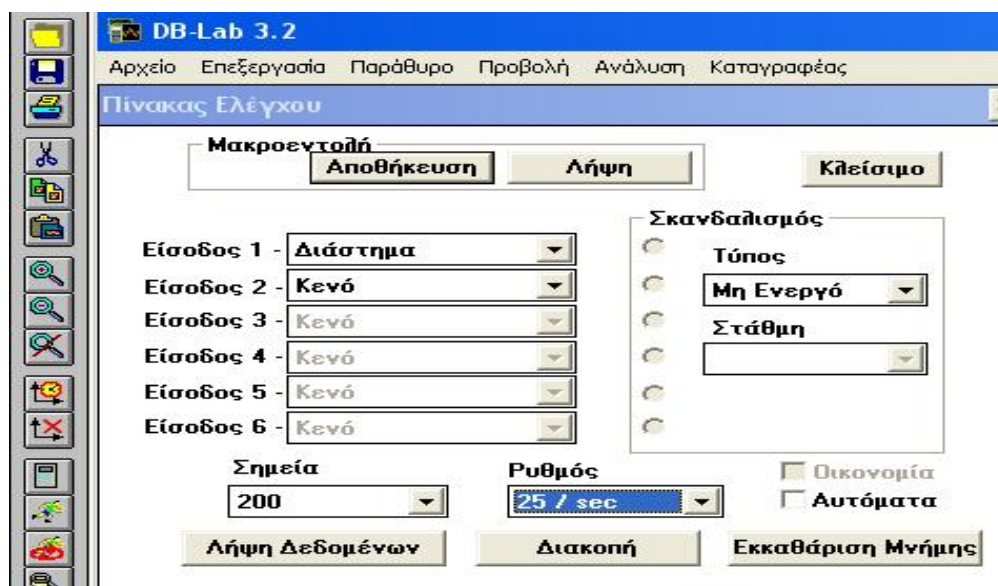 DB-Lab 3.2
Αρχείο Επεξεργασία Παράθυρο Προβολή Ανάλυση Καταγραφέας
Πίνακας Ελέγχου
Μακροεντολή
Αποθήκευση Λήψη Κλείσιμο
Σκανδαλισμός
Είσοδος 1 - Διάστημα
Τύπος
Είσοδος 2 - Κενό
Μη Ενεργό
Είσοδος 3 - Κενό
Στάθμη
Είσοδος 4 - Κενό
Είσοδος 5 - Κενό
Είσοδος 6 - Κενό
Σημεία Ρυθμός Οικονομία
200 25 / sec Αυτόματα
Λήψη Δεδομένων Διακοπή Εκκαθάριση Μνήμης